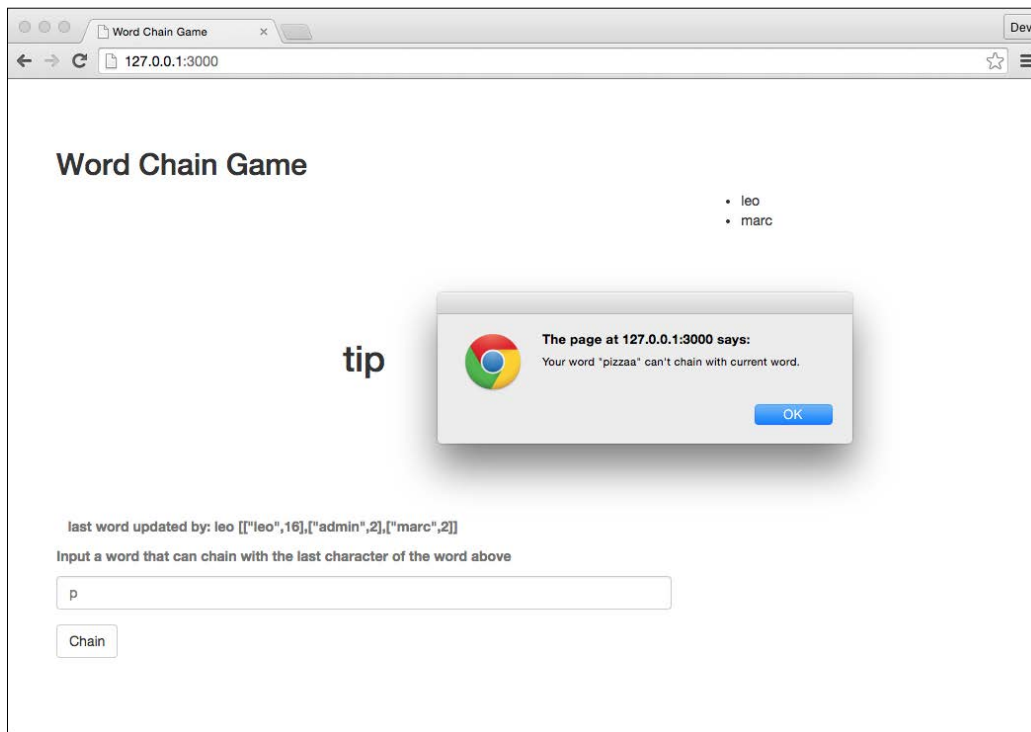 Word Chain Game
Dev
127.0.0.1:3000
Word Chain Game
leo
marc
tip
The page at 127.0.0.1:3000 says:
Your word "pizzaa" can't chain with current word.
OK
last word updated by: leo [["leo",16],["admin",2],["marc",2]]
Input a word that can chain with the last character of the word above
p
Chain